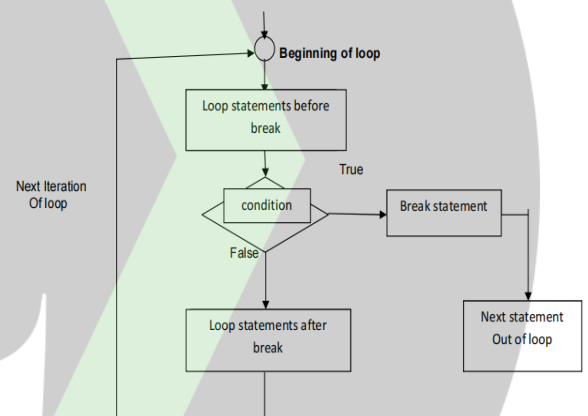 Beginning of loop
Loop statements before
break
True
Next Iteration
Of loop
condition
Break statement
False
Next statement
Out of loop
Loop statements after
break